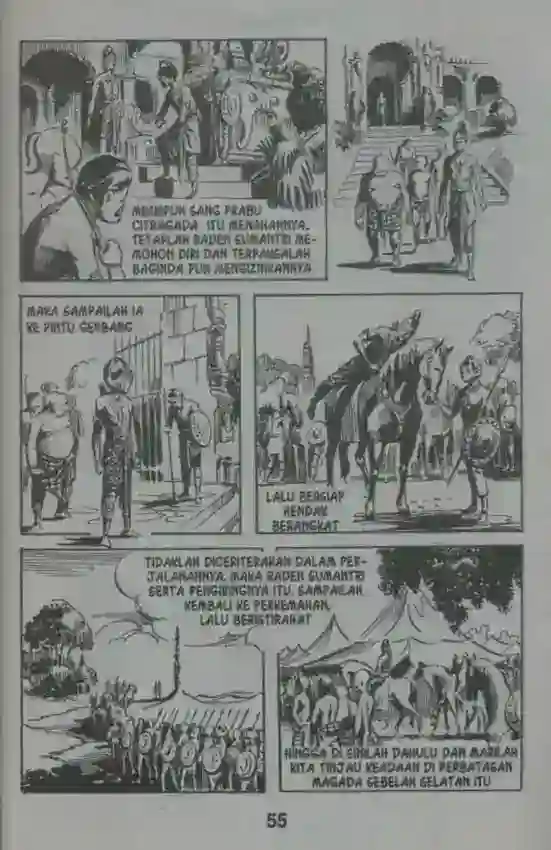 MESKIPUN SANG PRABU
CITRAGADA ITU MENAHANNYA.
TETAPLAH RADEN SUMANTRI ME-
MOHON DIRI DAN TERPAKSALAH
BAGINDA PUN MENGIZINKANNYA
MAKA SAMPAILAH IA
KE PINTU GERBANG
LALU BERSIAP
HENDAK
BERANGKAT
TIDAKLAH DICERITERAKAN DALAM PER-
JALANANNYA. MAKA RADEN SUMANTRI
SERTA PENGIRINGNYA ITU. SAMPAILAH
KEMBALI KE PERKEMAHAN.
LALU BERISTIRAHAT
HINGGA DI SINILAH DAHULU DAN MARILAH
KITA TINJAU KEADAAN DI PERBATASAN
MAGADA SEBELAH SELATAN ITU
55